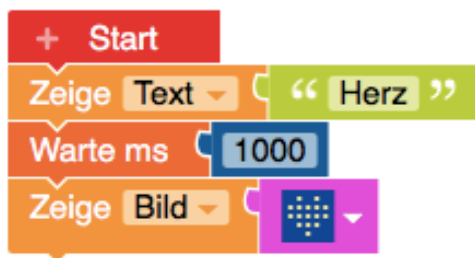 + Start
Zeige Text “ Herz ”
Warte ms 1000
Zeige Bild